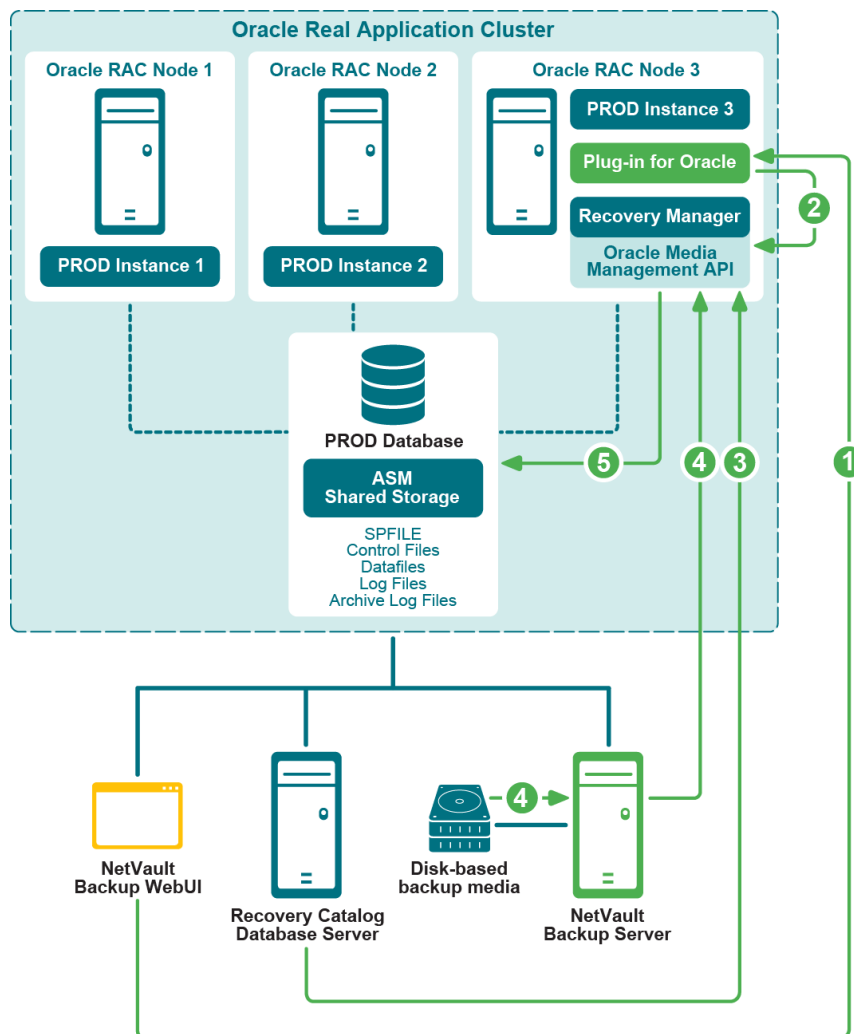 Oracle Real Application Cluster
Oracle RAC Node 1
Oracle RAC Node 2
Oracle RAC Node 3
PROD Instance 3
Plug-in for Oracle
2
Recovery Manager
Oracle Media
Management API
PROD Instance 1
PROD Instance 2
PROD Database
5
4
3
1
ASM
Shared Storage
SPFILE
Control Files
Datafiles
Log Files
Archive Log Files
4
NetVault
Backup WebUI
Recovery Catalog
Database Server
Disk-based
backup media
NetVault
Backup Server